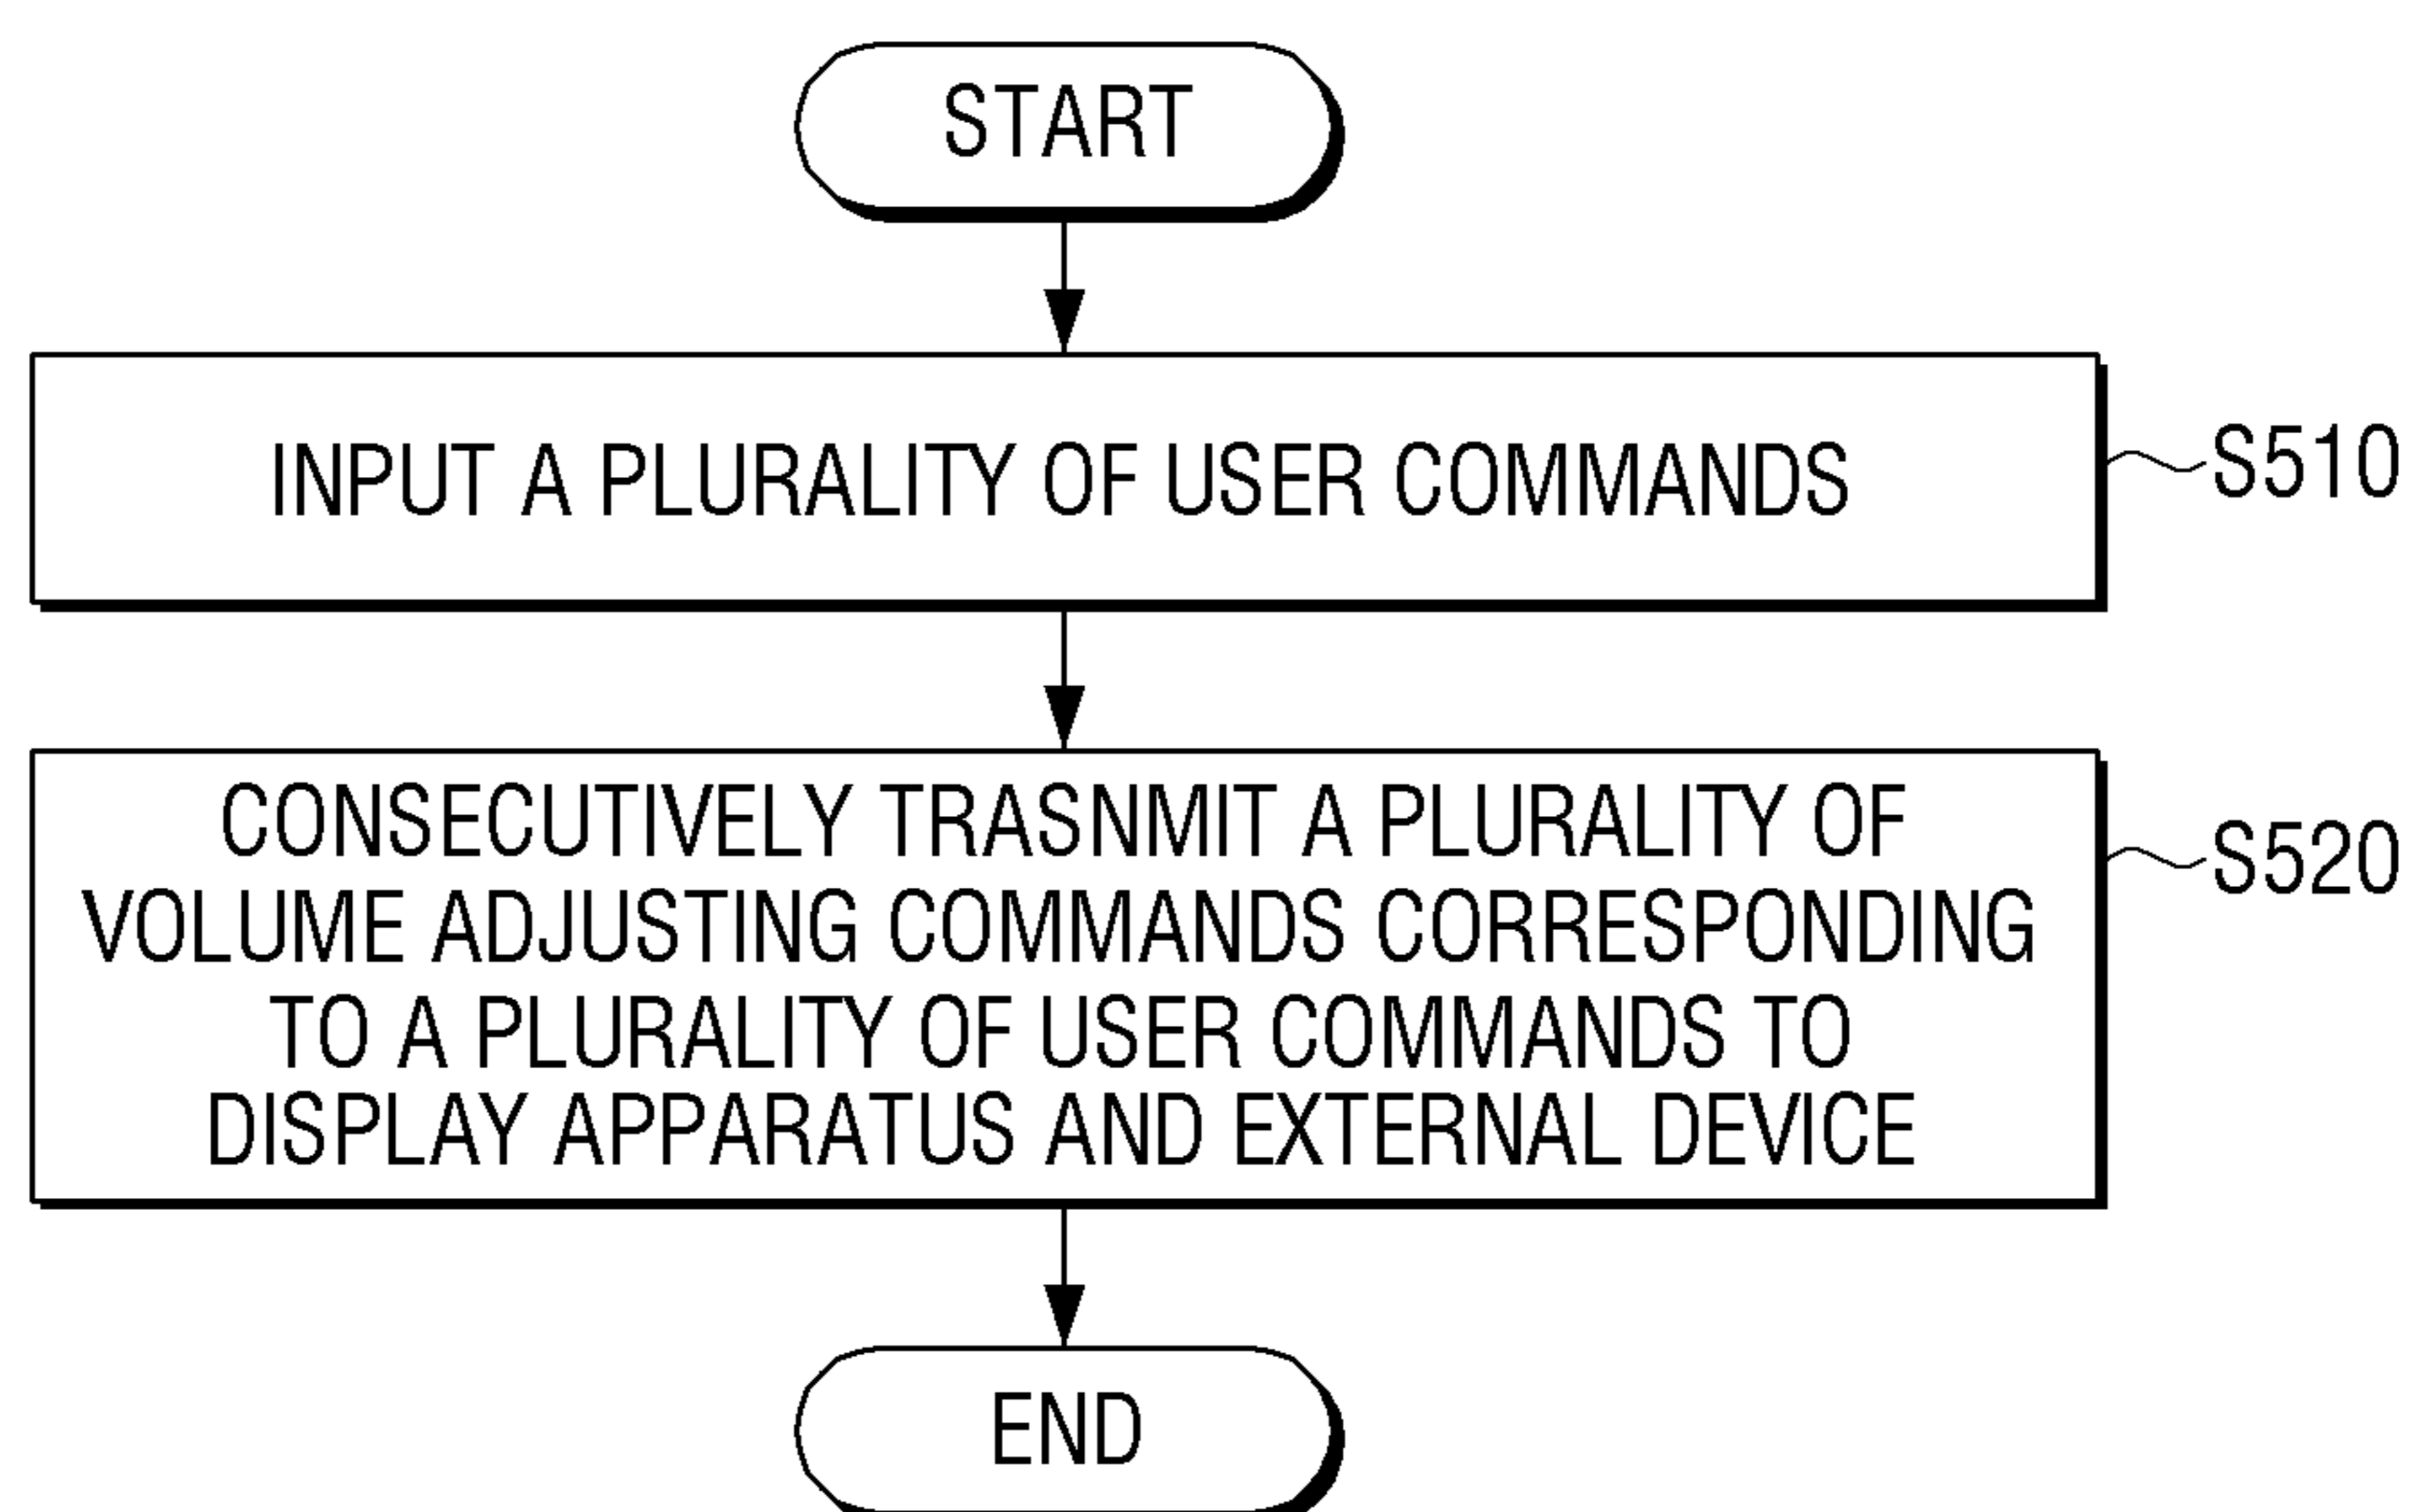 START
INPUT A PLURALITY OF USER COMMANDS
S510
CONSECUTIVELY TRASNMIT A PLURALITY OF
VOLUME ADJUSTING COMMANDS CORRESPONDING
TO A PLURALITY OF USER COMMANDS TO
DISPLAY APPARATUS AND EXTERNAL DEVICE
S520
END